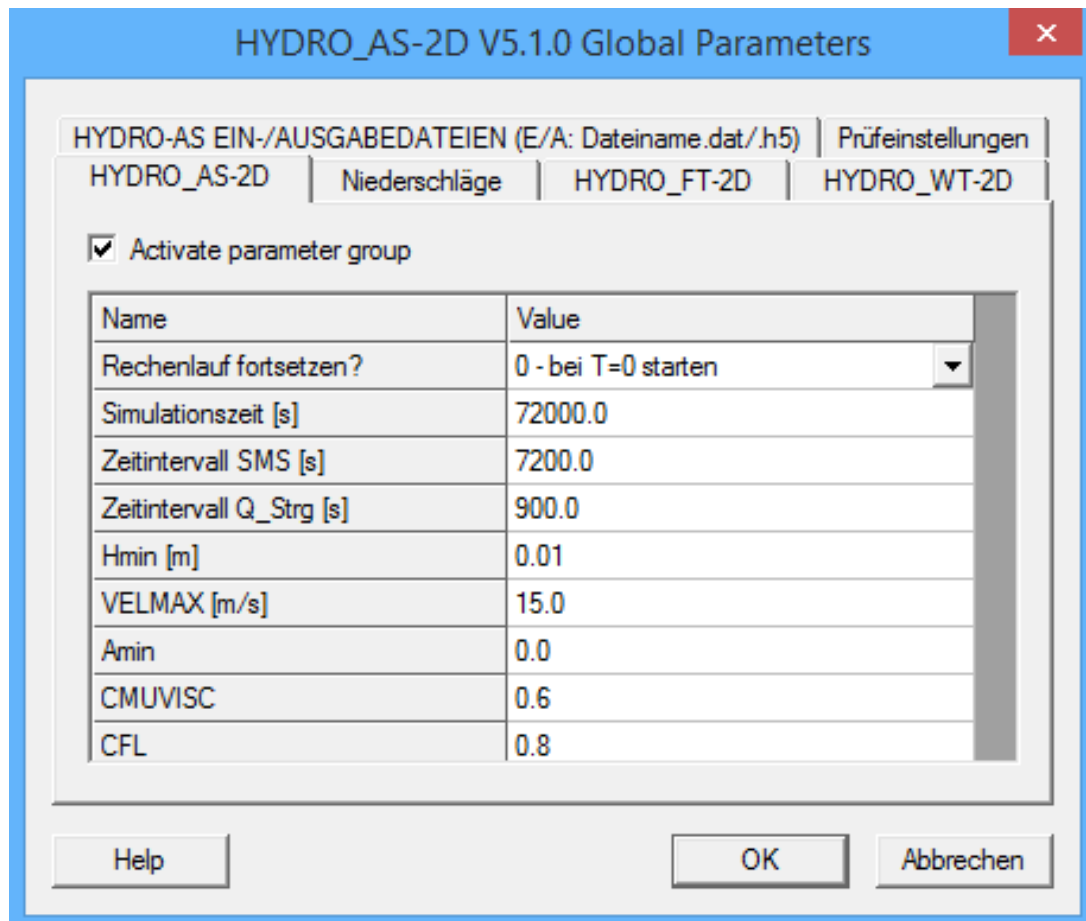 HYDRO_AS-2D V5.1.0 Global Parameters
HYDRO-AS EIN-/AUSGABEDATEIEN (E/A: Dateiname.dat/.h5) Prüfeinstellungen
HYDRO_AS-2D Niederschläge HYDRO_FT-2D HYDRO_WT-2D
Activate parameter group
Name Value
Rechenlauf fortsetzen? 0 - bei T=0 starten
Simulationszeit [s] 72000.0
Zeitintervall SMS [s] 7200.0
Zeitintervall Q_Strg [s] 900.0
Hmin [m] 0.01
VELMAX [m/s] 15.0
Amin 0.0
CMUVISC 0.6
CFL 0.8
Help OK Abbrechen